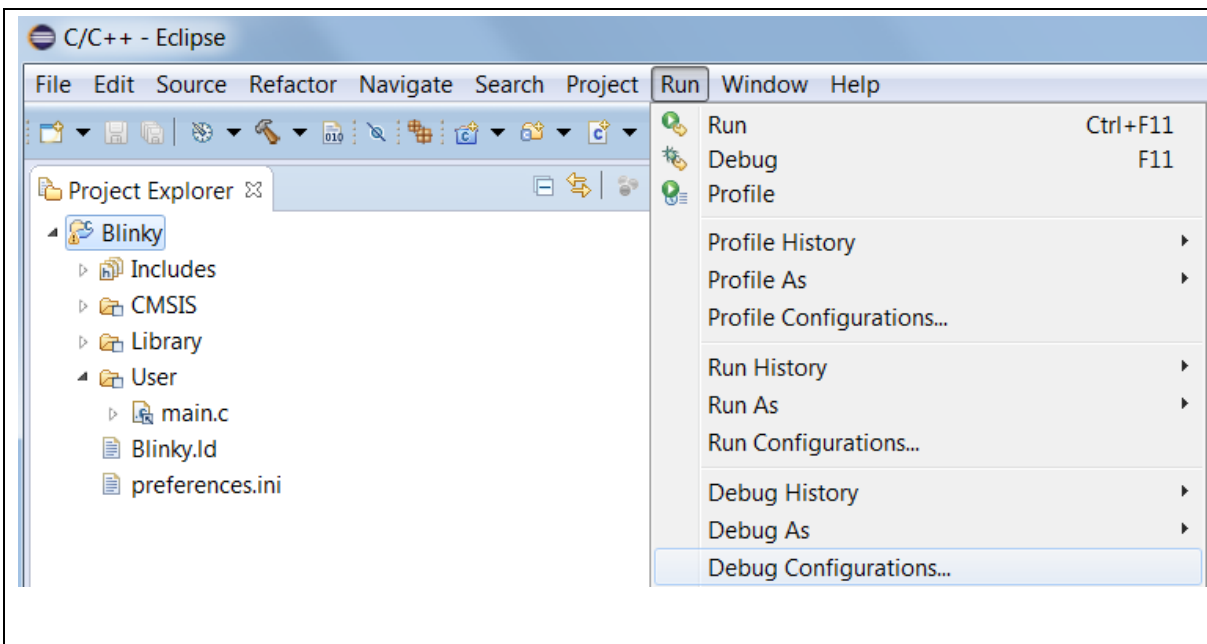 C/C++ - Eclipse
File Edit Source Refactor Navigate Search Project Run Window Help
Project Explorer
Blinky
Includes
CMSIS
Library
User
main.c
Blinky.ld
preferences.ini
Run Ctrl+F11
Debug F11
Profile
Profile History
Profile As
Profile Configurations...
Run History
Run As
Run Configurations...
Debug History
Debug As
Debug Configurations...